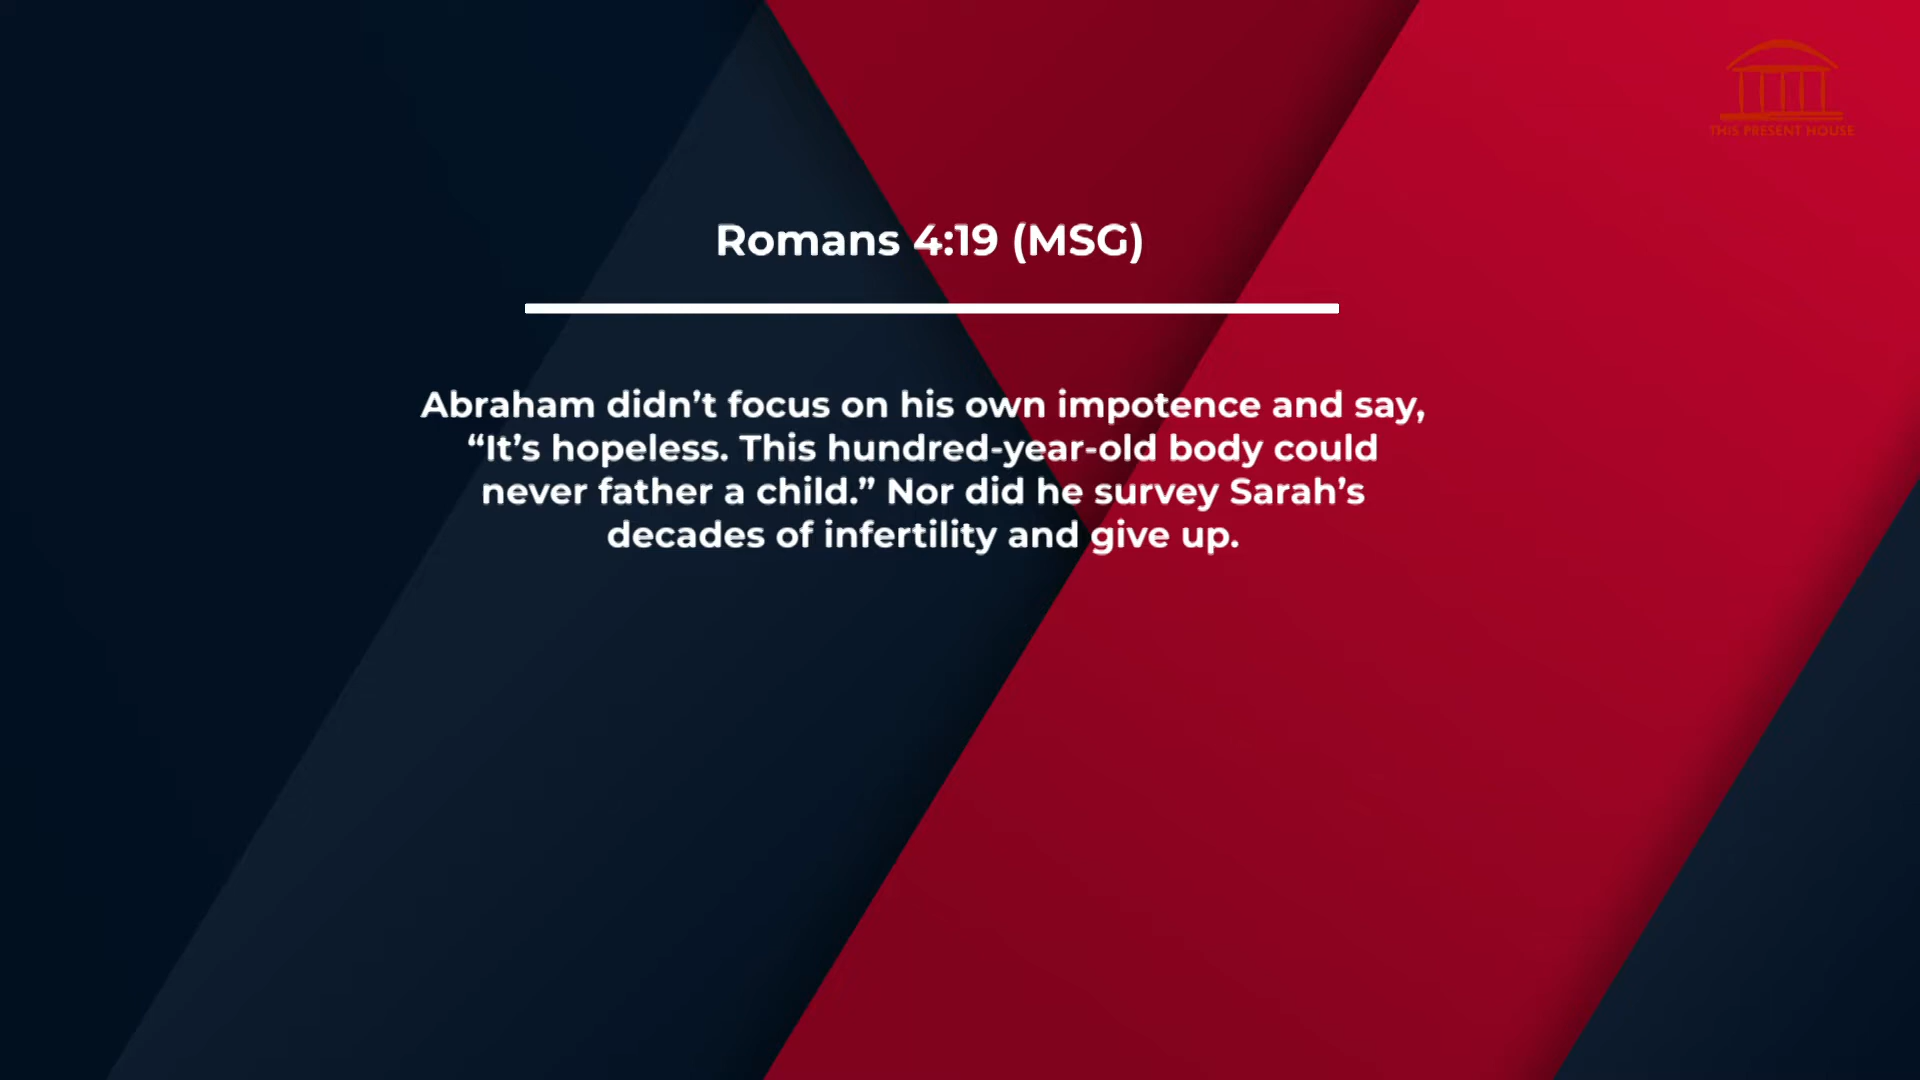 THIS PRESENT HOUSE
Romans 4:19 (MSG)
Abraham didn’t focus on his own impotence and say,
“It’s hopeless. This hundred-year-old body could
never father a child.” Nor did he survey Sarah’s
decades of infertility and give up.